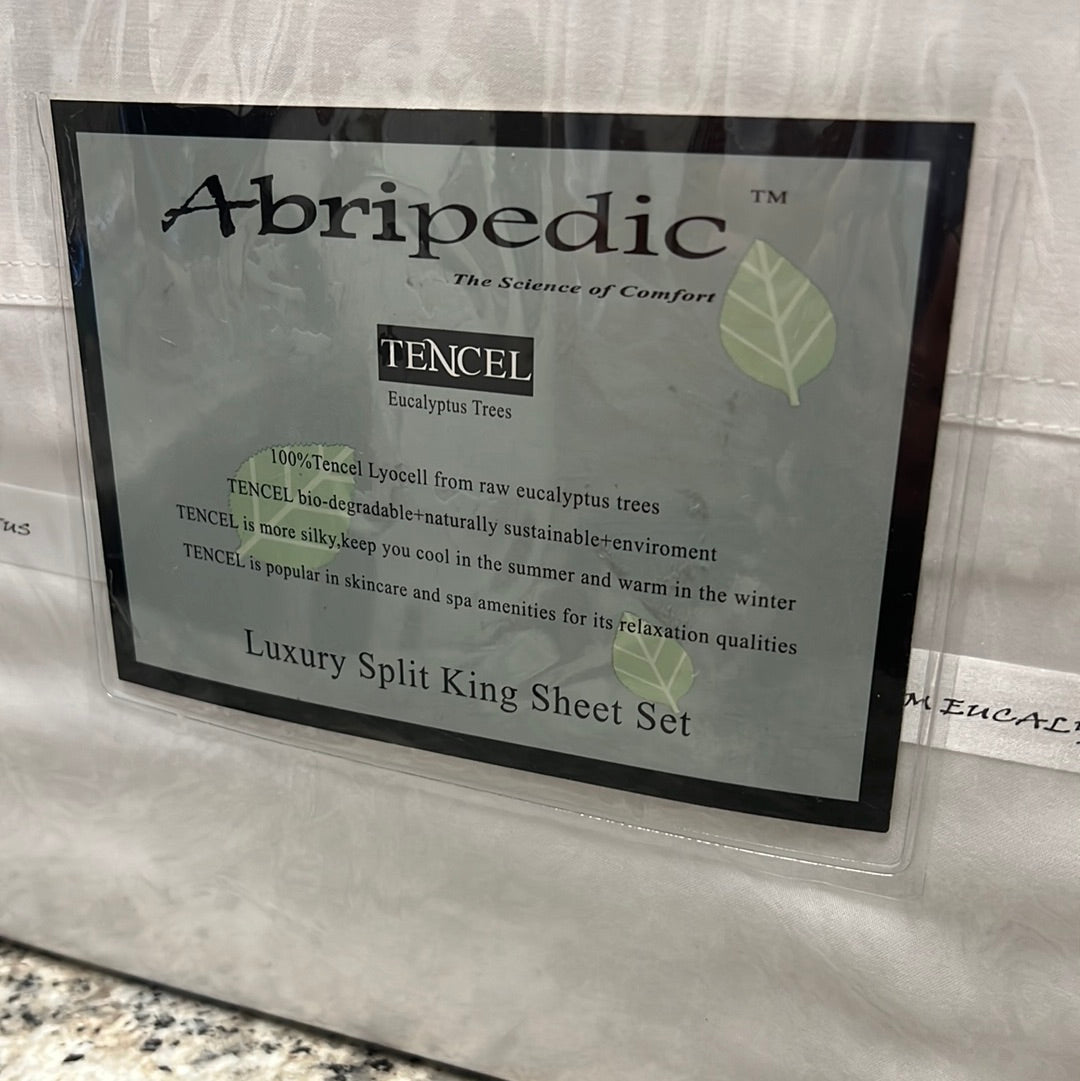 Abripedic ™
The Science of Comfort
TENCEL
Eucalyptus Trees
100%Tencel Lyocell from raw eucalyptus trees
TENCEL bio-degradable+naturally sustainable+enviroment
TENCEL is more silky,keep you cool in the summer and warm in the winter
TENCEL is popular in skincare and spa amenities for its relaxation qualities
Luxury Split King Sheet Set